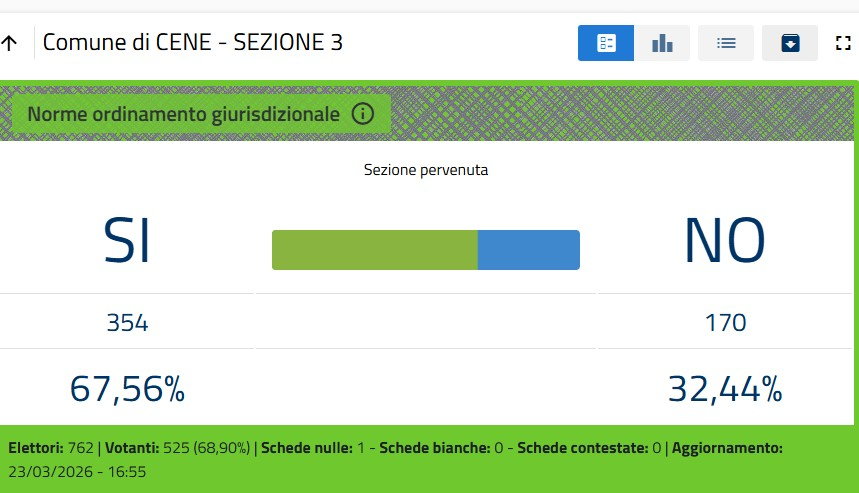 Comune di CENE - SEZIONE 3
Norme ordinamento giurisdizionale
Sezione pervenuta
SI
NO
354
170
67,56%
32,44%
Elettori: 762 | Votanti: 525 (68,90%) | Schede nulle: 1 - Schede bianche: 0 - Schede contestate: 0 | Aggiornamento:
23/03/2026 - 16:55